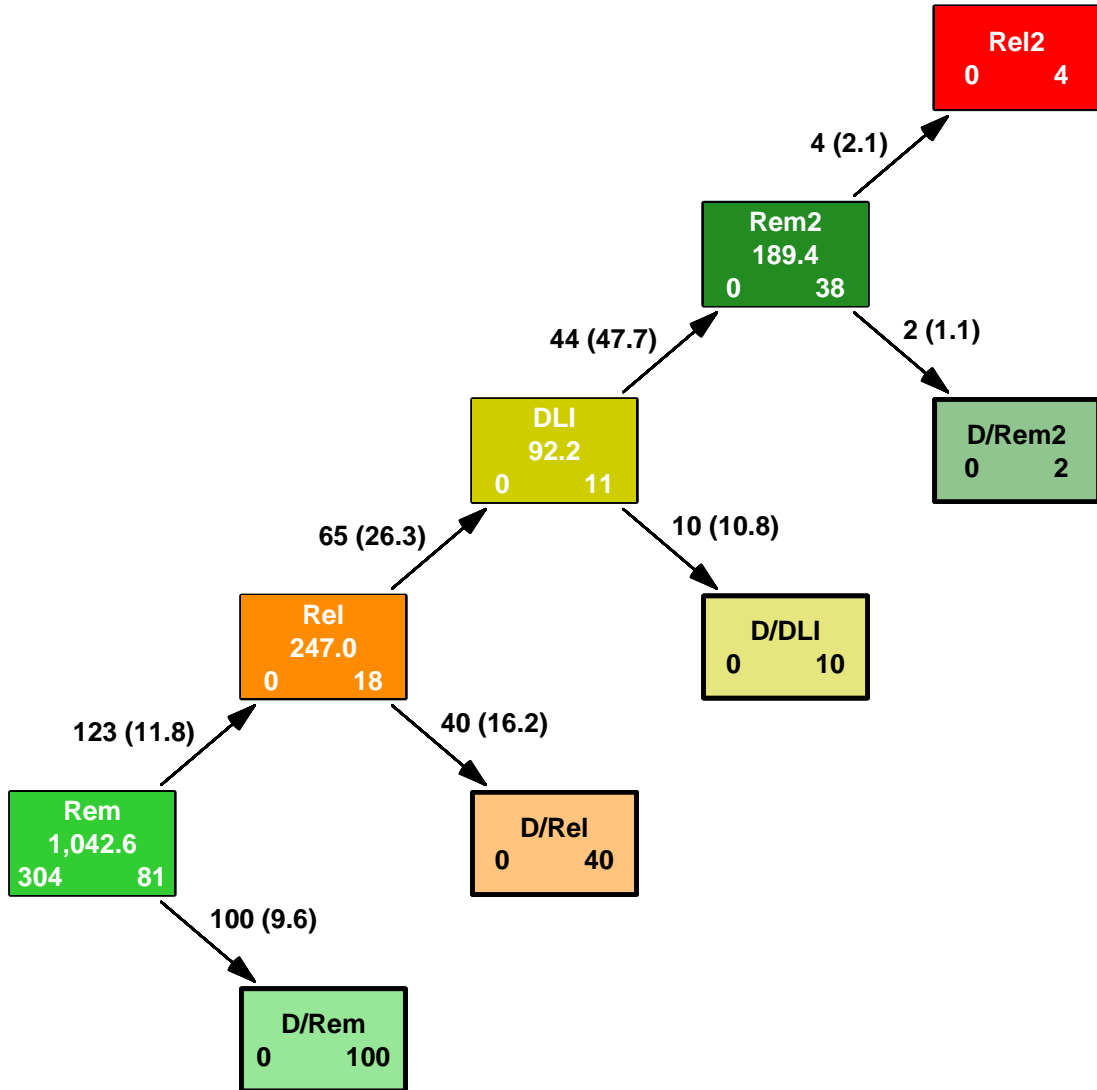 Rel2
0 4
4 (2.1)
Rem2
189.4
0 38
44 (47.7)
2 (1.1)
DLI
92.2
0 11
D/Rem2
0 2
65 (26.3)
10 (10.8)
Rel
247.0
0 18
D/DLI
0 10
123 (11.8)
40 (16.2)
Rem
1,042.6
304 81
D/Rel
0 40
100 (9.6)
D/Rem
0 100